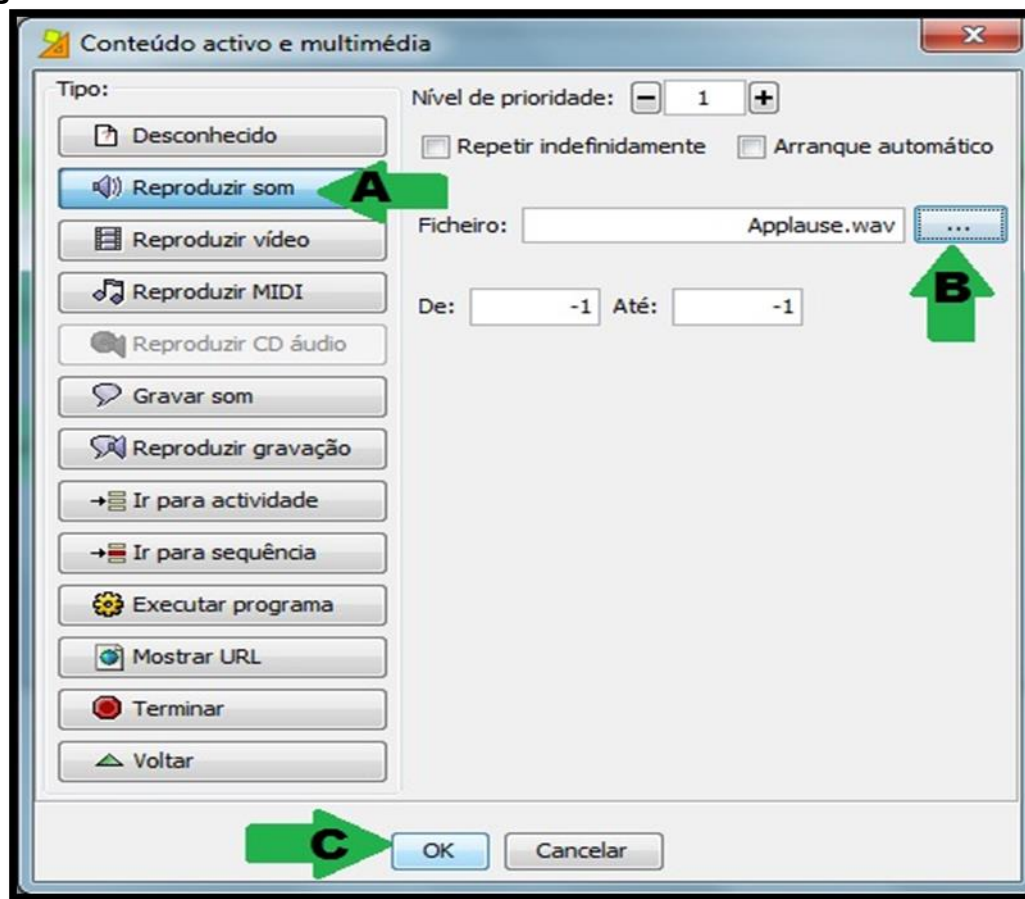 Conteúdo activo e multimédia
Tipo:
Nível de prioridade: 1
Desconhecido
Repetir indefinidamente Arranque automático
Reproduzir som A
Ficheiro: Applause.wav ...
Reproduzir vídeo
B
Reproduzir MIDI
De: -1 Até: -1
Reproduzir CD áudio
Gravar som
Reproduzir gravação
Ir para actividade
Ir para sequência
Executar programa
Mostrar URL
Terminar
Voltar
C OK Cancelar